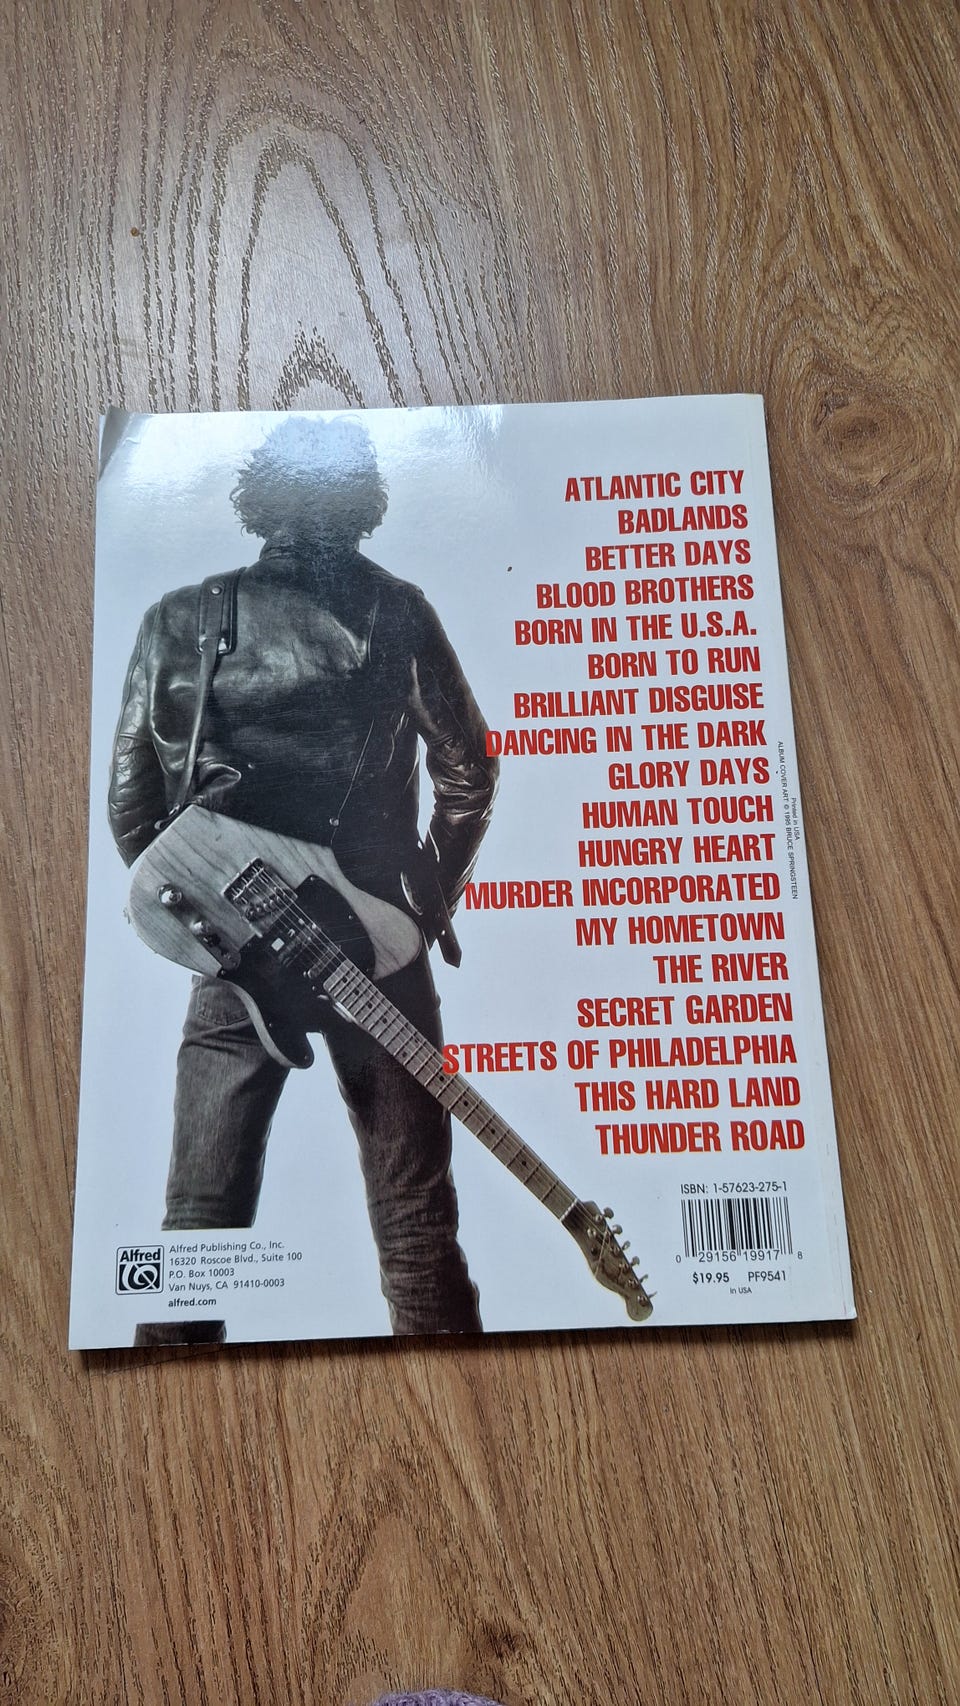 ATLANTIC CITY
BADLANDS
BETTER DAYS
BLOOD BROTHERS
BORN IN THE U.S.A.
BORN TO RUN
BRILLIANT DISGUISE
DANCING IN THE DARK
GLORY DAYS
HUMAN TOUCH
HUNGRY HEART
MURDER INCORPORATED
MY HOMETOWN
THE RIVER
SECRET GARDEN
STREETS OF PHILADELPHIA
THIS HARD LAND
THUNDER ROAD
Printed in USA
ALBUM COVER ART © 1995 BRUCE SPRINGSTEEN
Alfred
Alfred Publishing Co., Inc.
16320 Roscoe Blvd., Suite 100
P.O. Box 10003
Van Nuys, CA 91410-0003
alfred.com
ISBN: 1-57623-275-1
0 29156 19917 8
$19.95 PF9541
in USA